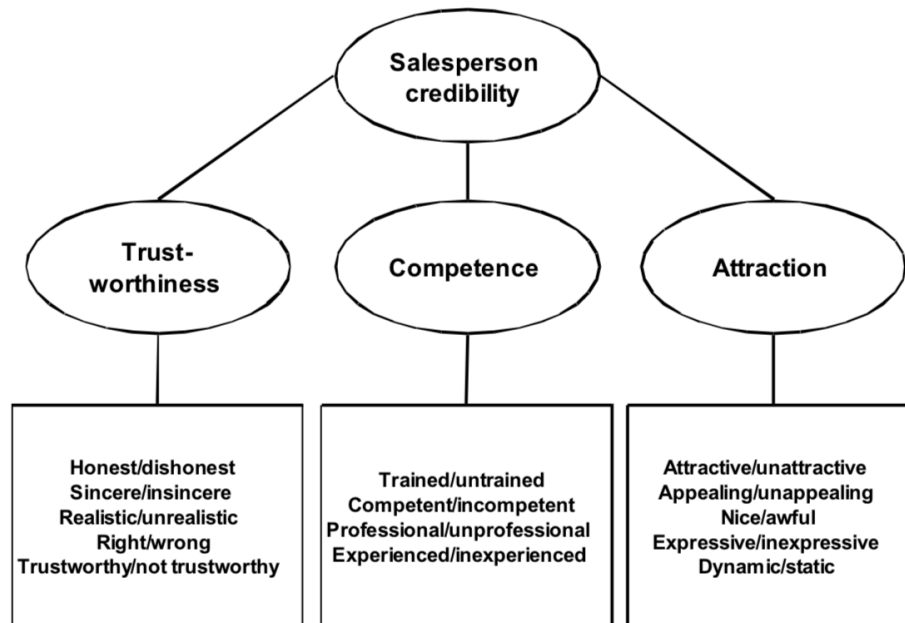 Salesperson
credibility
Trust-
worthiness
Competence
Attraction
Honest/dishonest
Sincere/insincere
Realistic/unrealistic
Right/wrong
Trustworthy/not trustworthy
Trained/untrained
Competent/incompetent
Professional/unprofessional
Experienced/inexperienced
Attractive/unattractive
Appealing/unappealing
Nice/awful
Expressive/inexpressive
Dynamic/static